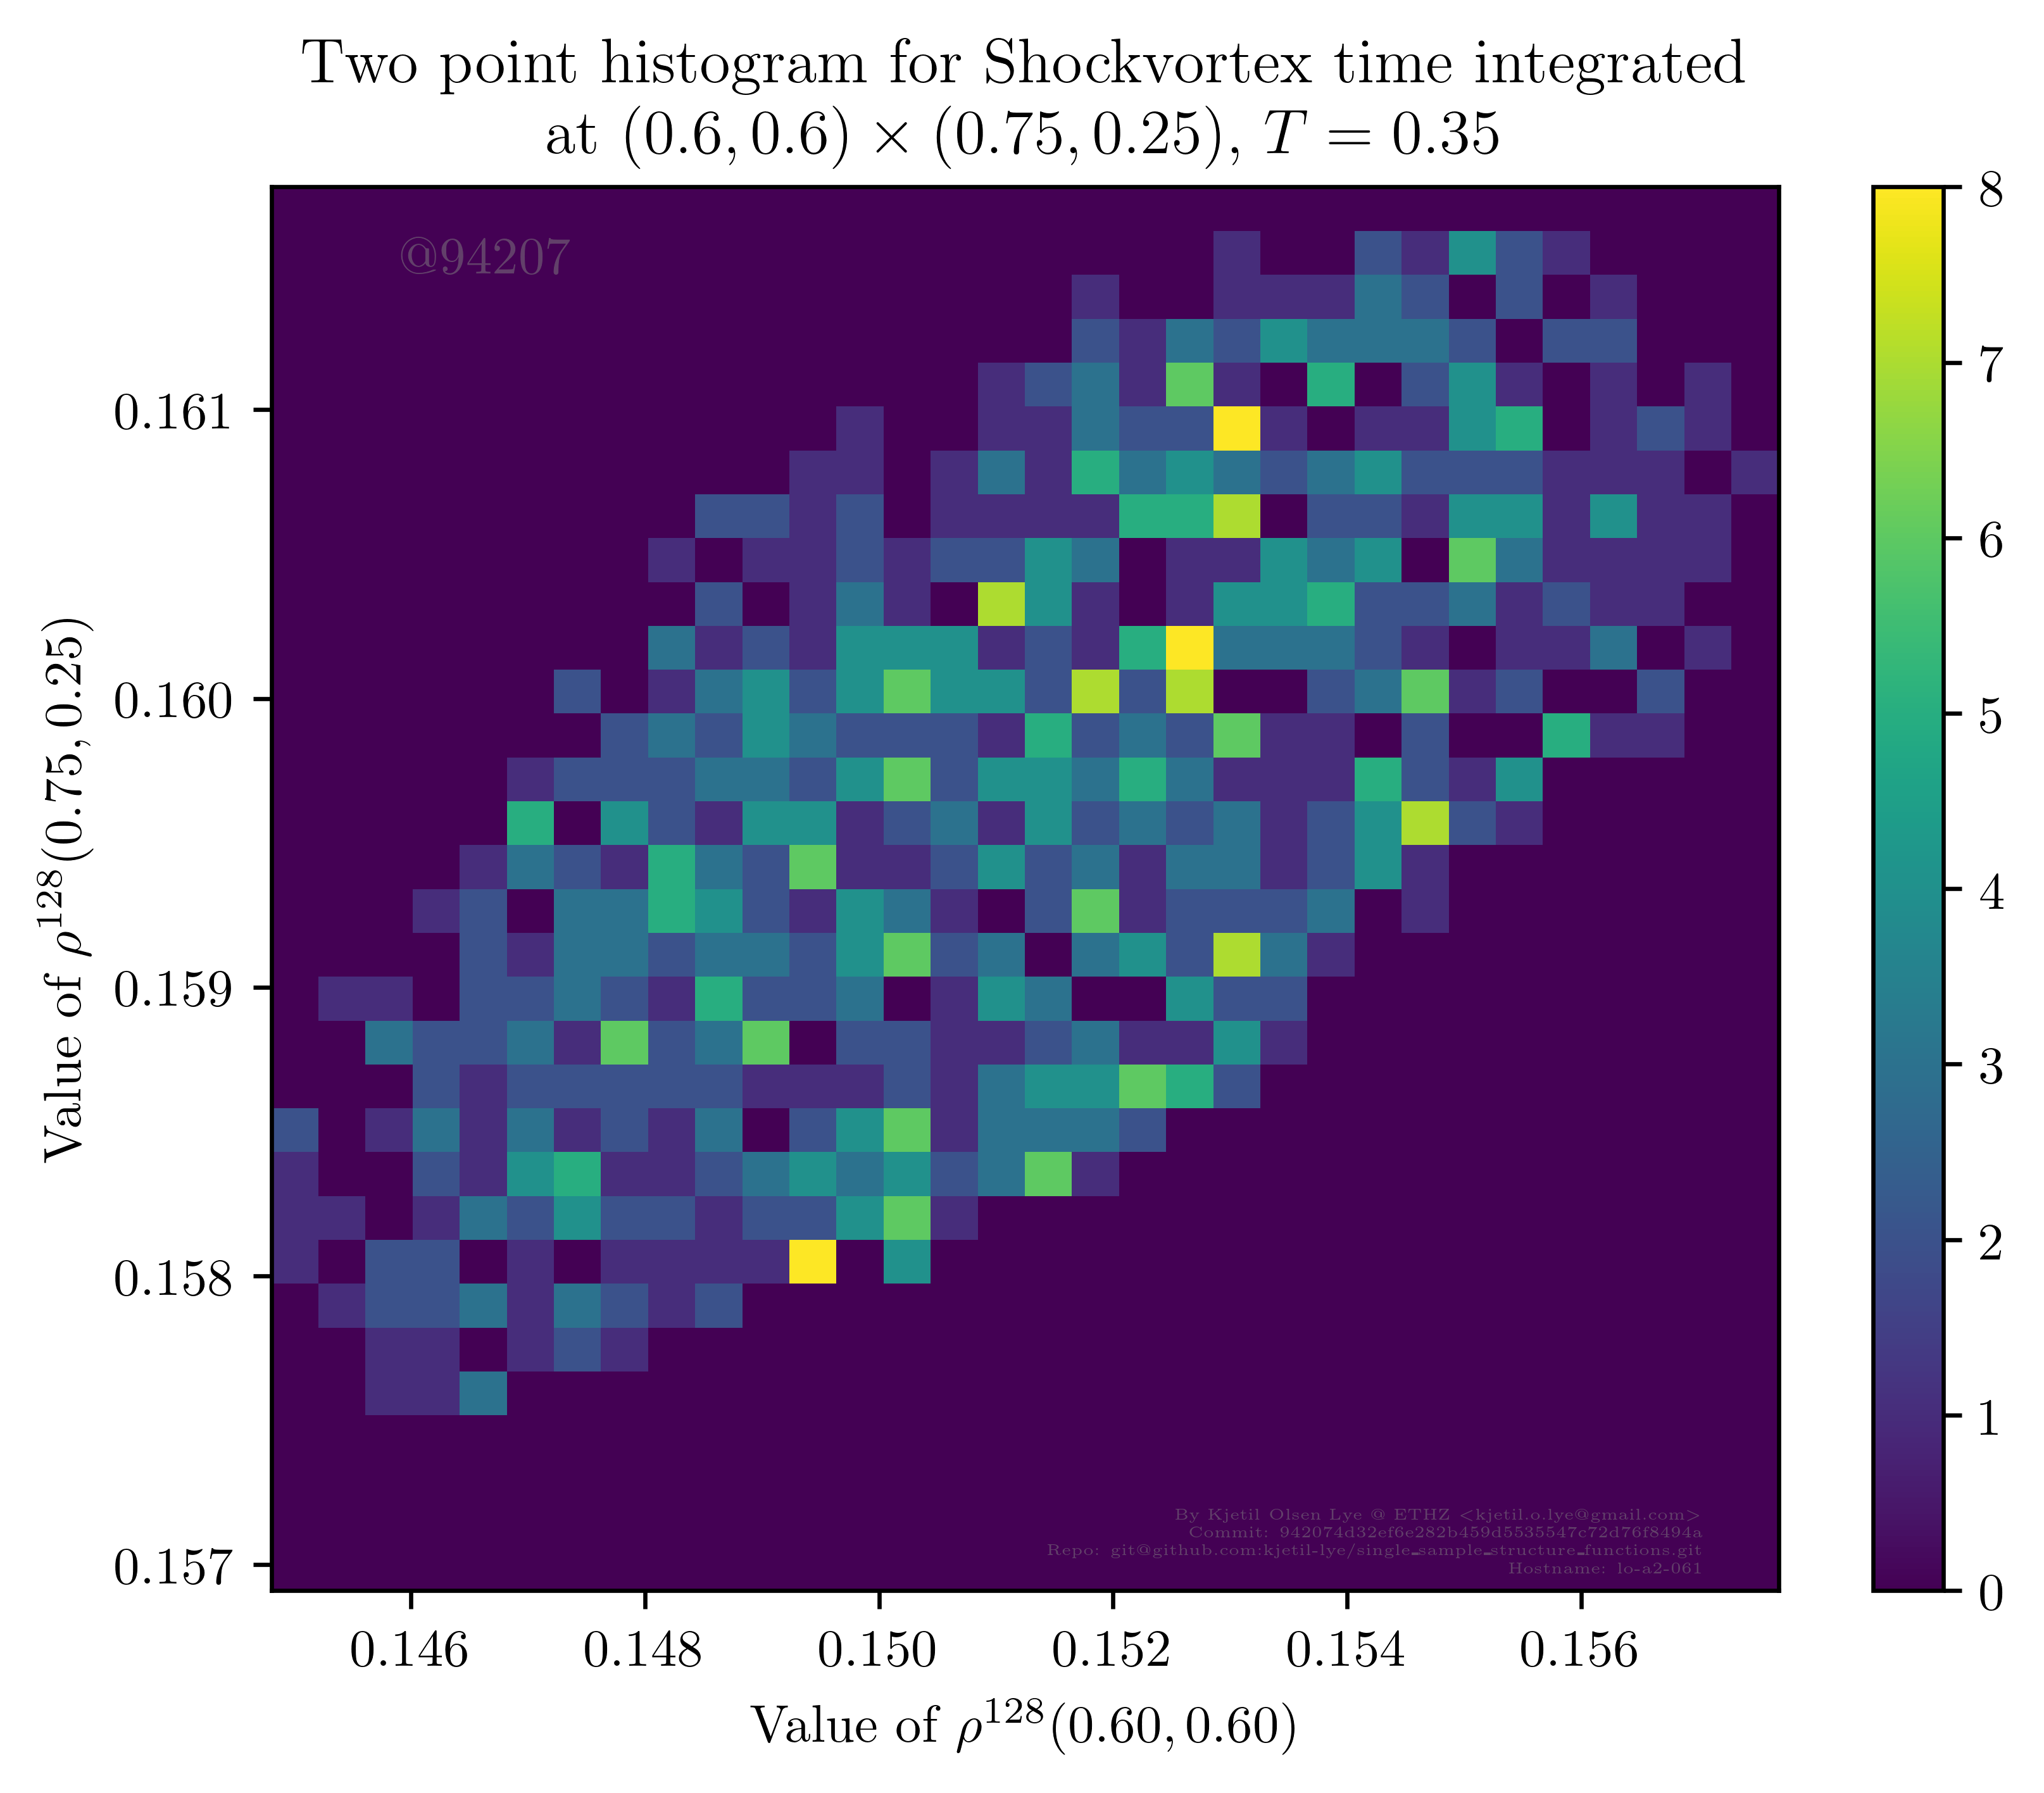 Two point histogram for Shockvortex time integrated
at (0.6, 0.6) × (0.75, 0.25), T = 0.35
@94207
8
7
6
5
4
3
2
1
0
0.161
0.160
0.159
0.158
0.157
Value of ρ¹²⁸(0.75, 0.25)
By Kjetil Olsen Lye @ ETHZ <kjetil.o.lye@gmail.com>
Commit: 942074d32ef6e282b459d5535547c72d76f8494a
Repo: git@github.com:kjetil-lye/single_sample_structure_functions.git
Hostname: lo-a2-061
0.146 0.148 0.150 0.152 0.154 0.156
Value of ρ¹²⁸(0.60, 0.60)